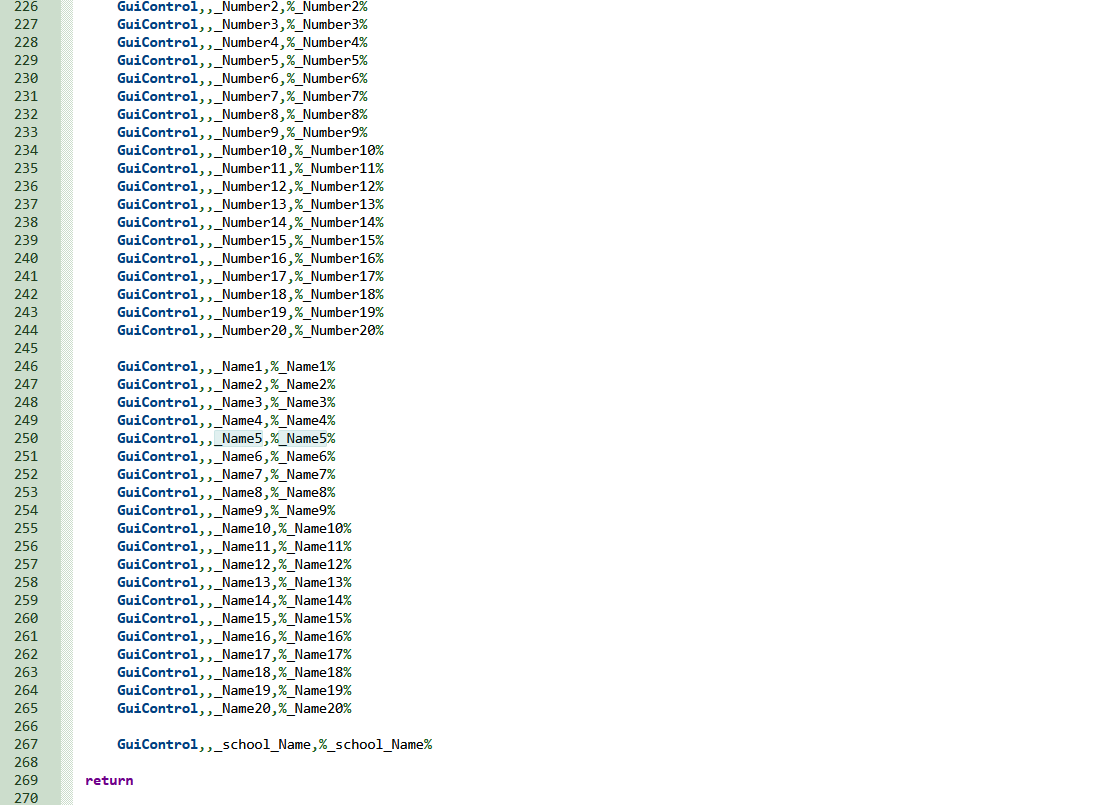 226 GuiControl,,_Number2,%_Number2%
227 GuiControl,,_Number3,%_Number3%
228 GuiControl,,_Number4,%_Number4%
229 GuiControl,,_Number5,%_Number5%
230 GuiControl,,_Number6,%_Number6%
231 GuiControl,,_Number7,%_Number7%
232 GuiControl,,_Number8,%_Number8%
233 GuiControl,,_Number9,%_Number9%
234 GuiControl,,_Number10,%_Number10%
235 GuiControl,,_Number11,%_Number11%
236 GuiControl,,_Number12,%_Number12%
237 GuiControl,,_Number13,%_Number13%
238 GuiControl,,_Number14,%_Number14%
239 GuiControl,,_Number15,%_Number15%
240 GuiControl,,_Number16,%_Number16%
241 GuiControl,,_Number17,%_Number17%
242 GuiControl,,_Number18,%_Number18%
243 GuiControl,,_Number19,%_Number19%
244 GuiControl,,_Number20,%_Number20%
245
246 GuiControl,,_Name1,%_Name1%
247 GuiControl,,_Name2,%_Name2%
248 GuiControl,,_Name3,%_Name3%
249 GuiControl,,_Name4,%_Name4%
250 GuiControl,,_Name5,%_Name5%
251 GuiControl,,_Name6,%_Name6%
252 GuiControl,,_Name7,%_Name7%
253 GuiControl,,_Name8,%_Name8%
254 GuiControl,,_Name9,%_Name9%
255 GuiControl,,_Name10,%_Name10%
256 GuiControl,,_Name11,%_Name11%
257 GuiControl,,_Name12,%_Name12%
258 GuiControl,,_Name13,%_Name13%
259 GuiControl,,_Name14,%_Name14%
260 GuiControl,,_Name15,%_Name15%
261 GuiControl,,_Name16,%_Name16%
262 GuiControl,,_Name17,%_Name17%
263 GuiControl,,_Name18,%_Name18%
264 GuiControl,,_Name19,%_Name19%
265 GuiControl,,_Name20,%_Name20%
266
267 GuiControl,,_school_Name,%_school_Name%
268
269 return
270